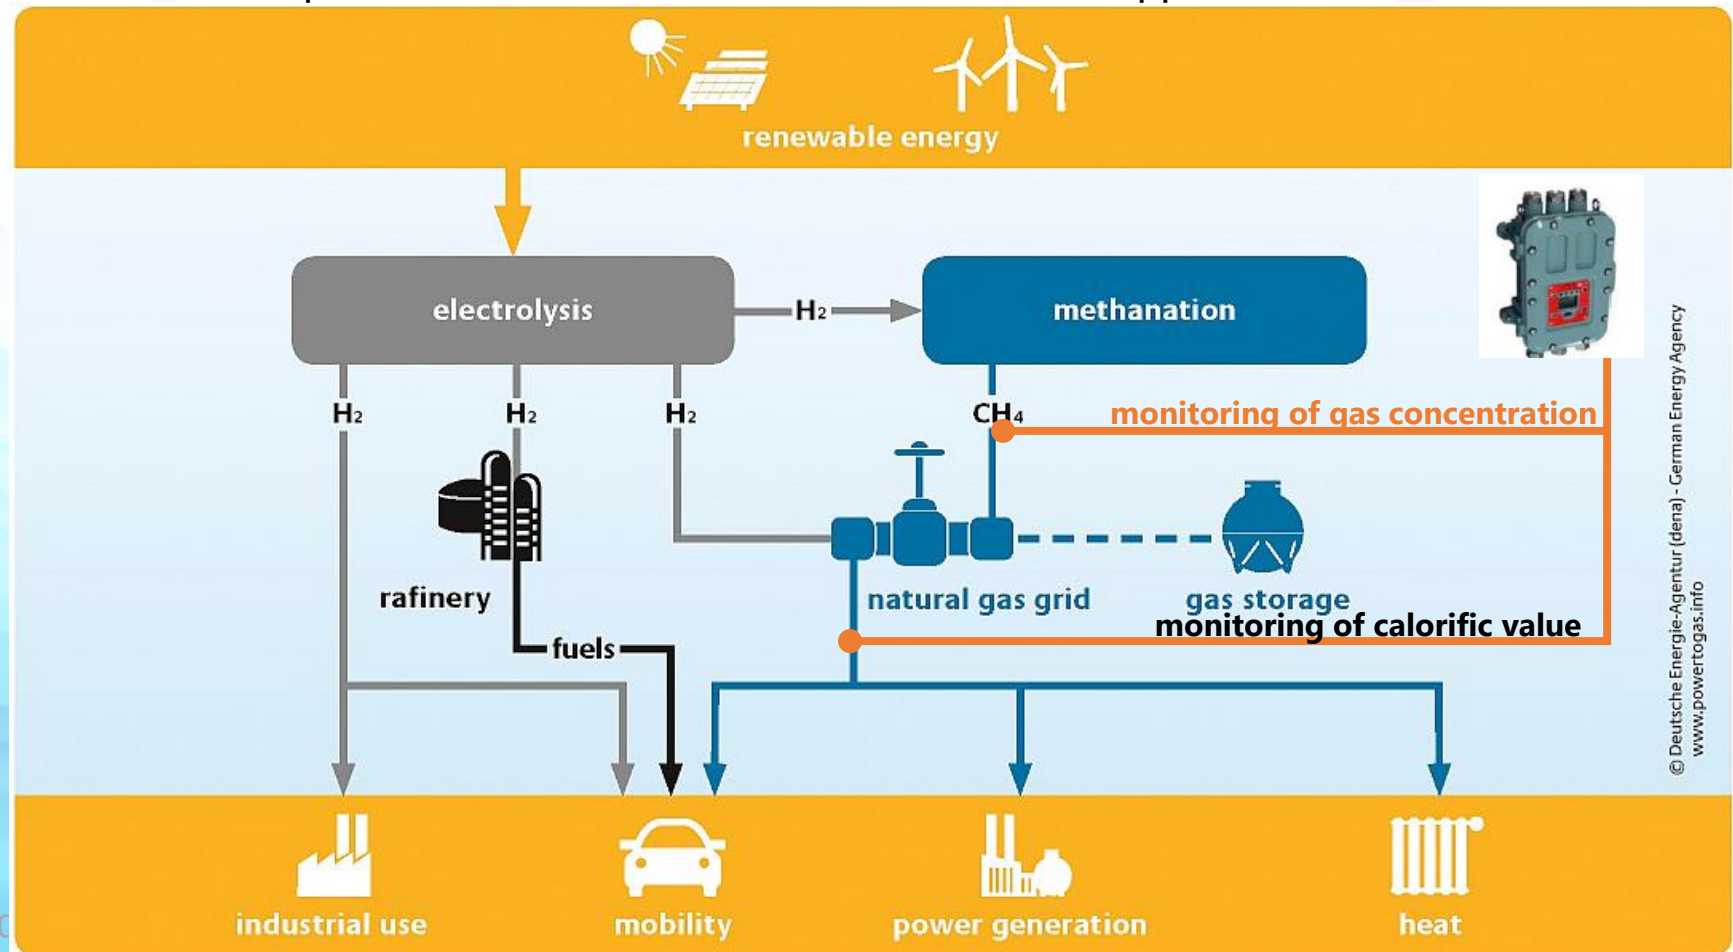 renewable energy
electrolysis
H2
methanation
H2
H2
H2
CH4
monitoring of gas concentration
rafinery
natural gas grid
gas storage
monitoring of calorific value
fuels
industrial use
mobility
power generation
heat
© Deutsche Energie-Agentur (dena) - German Energy Agency
www.powertogas.info